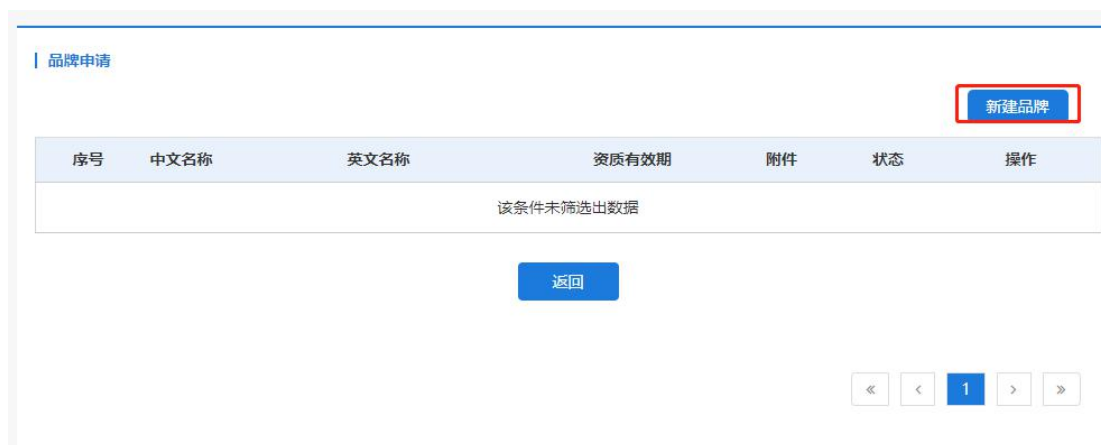 品牌申请
新建品牌
序号 中文名称 英文名称 资质有效期 附件 状态 操作
该条件未筛选出数据
返回
« < 1 > »